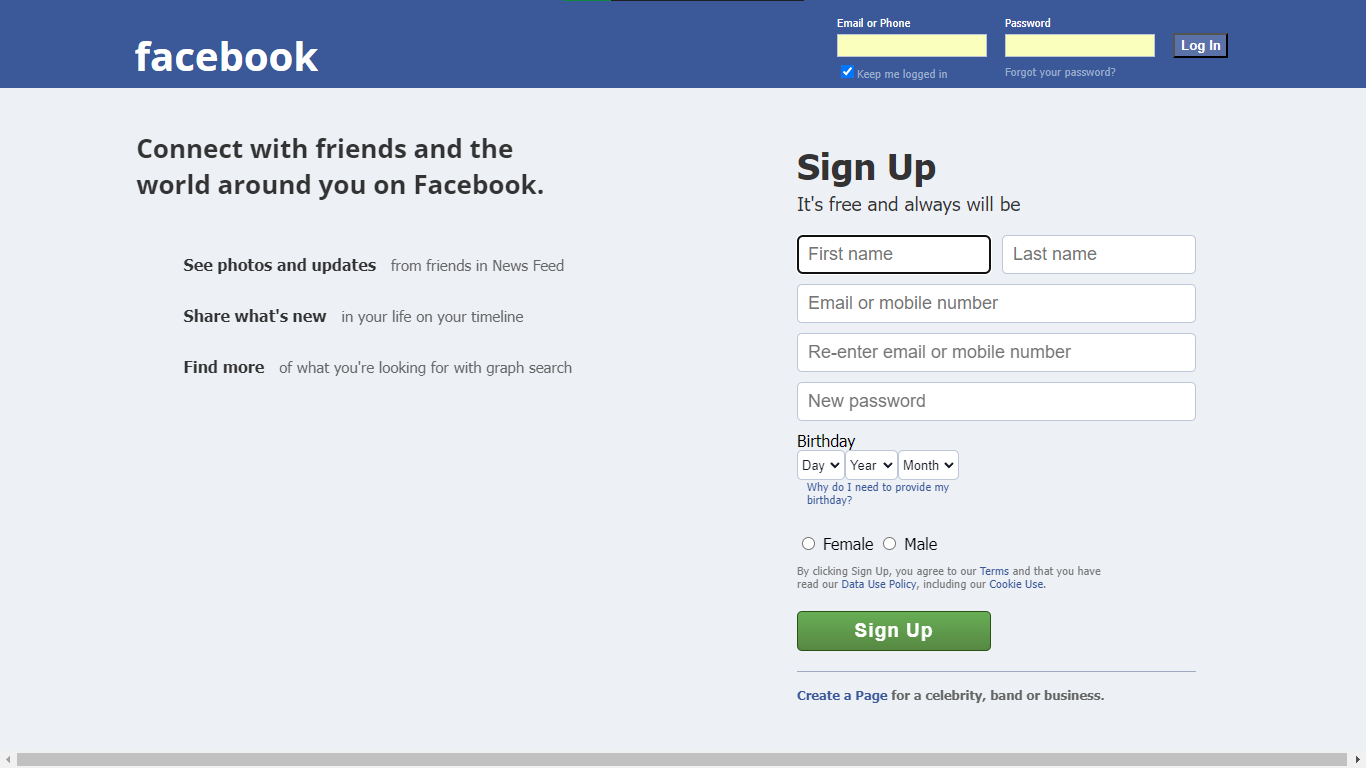 facebook
Email or Phone
Password
Log In
Keep me logged in
Forgot your password?
Connect with friends and the
world around you on Facebook.
See photos and updates from friends in News Feed
Share what's new in your life on your timeline
Find more of what you're looking for with graph search
Sign Up
It's free and always will be
First name
Last name
Email or mobile number
Re-enter email or mobile number
New password
Birthday
Day Year Month
Why do I need to provide my
birthday?
Female Male
By clicking Sign Up, you agree to our Terms and that you have
read our Data Use Policy, including our Cookie Use.
Sign Up
Create a Page for a celebrity, band or business.